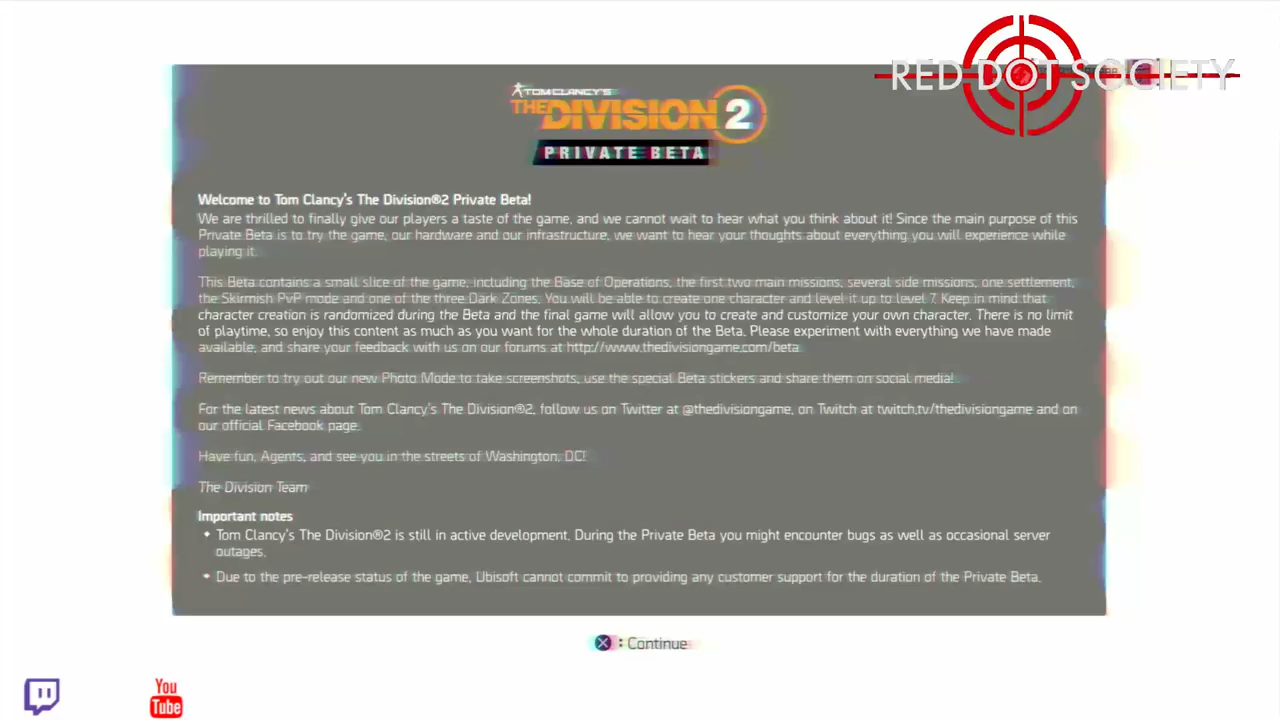 RED DOT SOCIETY
TOM CLANCY'S
THE DIVISION 2
PRIVATE BETA
Welcome to Tom Clancy's The Division®2 Private Beta!
We are thrilled to finally give our players a taste of the game, and we cannot wait to hear what you think about it! Since the main purpose of this
Private Beta is to try the game, our hardware and our infrastructure, we want to hear your thoughts about everything you will experience while
playing it.
This Beta contains a small slice of the game, including the Base of Operations, the first two main missions, several side missions, one settlement,
the Skirmish PvP mode and one of the three Dark Zones. You will be able to create one character and level it up to level 7. Keep in mind that
character creation is randomized during the Beta and the final game will allow you to create and customize your own character. There is no limit
of playtime, so enjoy this content as much as you want for the whole duration of the Beta. Please experiment with everything we have made
available, and share your feedback with us on our forums at http://www.thedivisiongame.com/beta
Remember to try out our new Photo Mode to take screenshots, use the special Beta stickers and share them on social media!
For the latest news about Tom Clancy's The Division®2, follow us on Twitter at @thedivisiongame, on Twitch at twitch.tv/thedivisiongame and on
our official Facebook page.
Have fun, Agents, and see you in the streets of Washington, DC!
The Division Team
Important notes
• Tom Clancy's The Division®2 is still in active development. During the Private Beta you might encounter bugs as well as occasional server
outages.
• Due to the pre-release status of the game, Ubisoft cannot commit to providing any customer support for the duration of the Private Beta.
: Continue
You
Tube